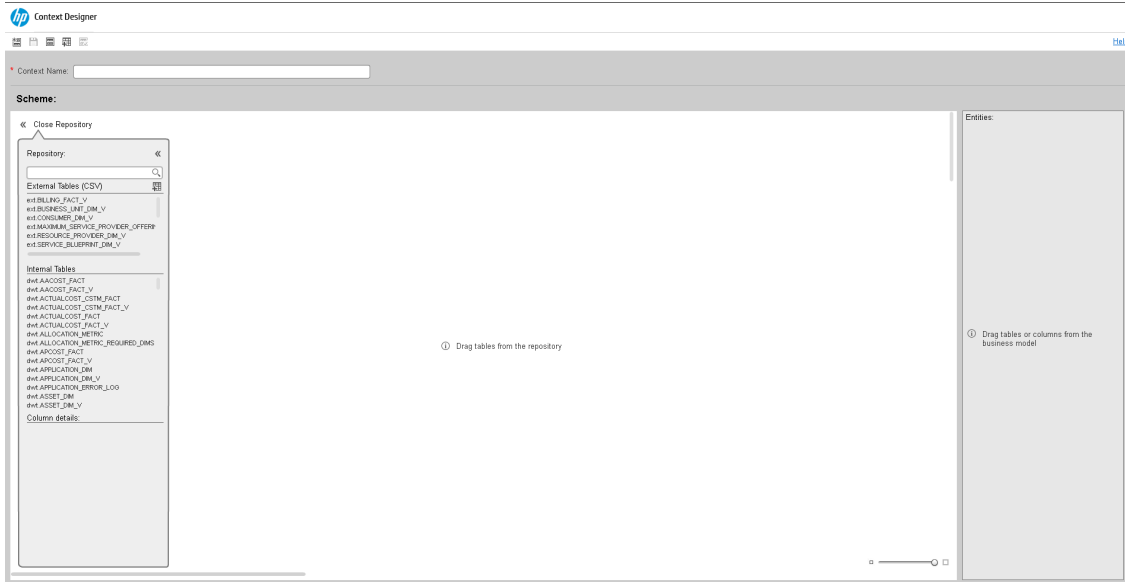 hp Context Designer
Hel
* Context Name:
Scheme:
Close Repository
Repository:
External Tables (CSV)
ext.BILLING_FACT_V
ext.BUSINESS_UNIT_DIM_V
ext.CONSUMER_DIM_V
ext.MAXIMUM_SERVICE_PROVIDER_OFFERIN
ext.RESOURCE_PROVIDER_DIM_V
ext.SERVICE_BLUEPRINT_DIM_V
Internal Tables
dwt.AACOST_FACT
dwt.AACOST_FACT_V
dwt.ACTUALCOST_CSTM_FACT
dwt.ACTUALCOST_CSTM_FACT_V
dwt.ACTUALCOST_FACT
dwt.ACTUALCOST_FACT_V
dwt.ALLOCATION_METRIC
dwt.ALLOCATION_METRIC_REQUIRED_DIMS
dwt.APCOST_FACT
dwt.APCOST_FACT_V
dwt.APPLICATION_DIM
dwt.APPLICATION_DIM_V
dwt.APPLICATION_ERROR_LOG
dwt.ASSET_DIM
dwt.ASSET_DIM_V
Column details:
Drag tables from the repository
Entities:
Drag tables or columns from the
business model